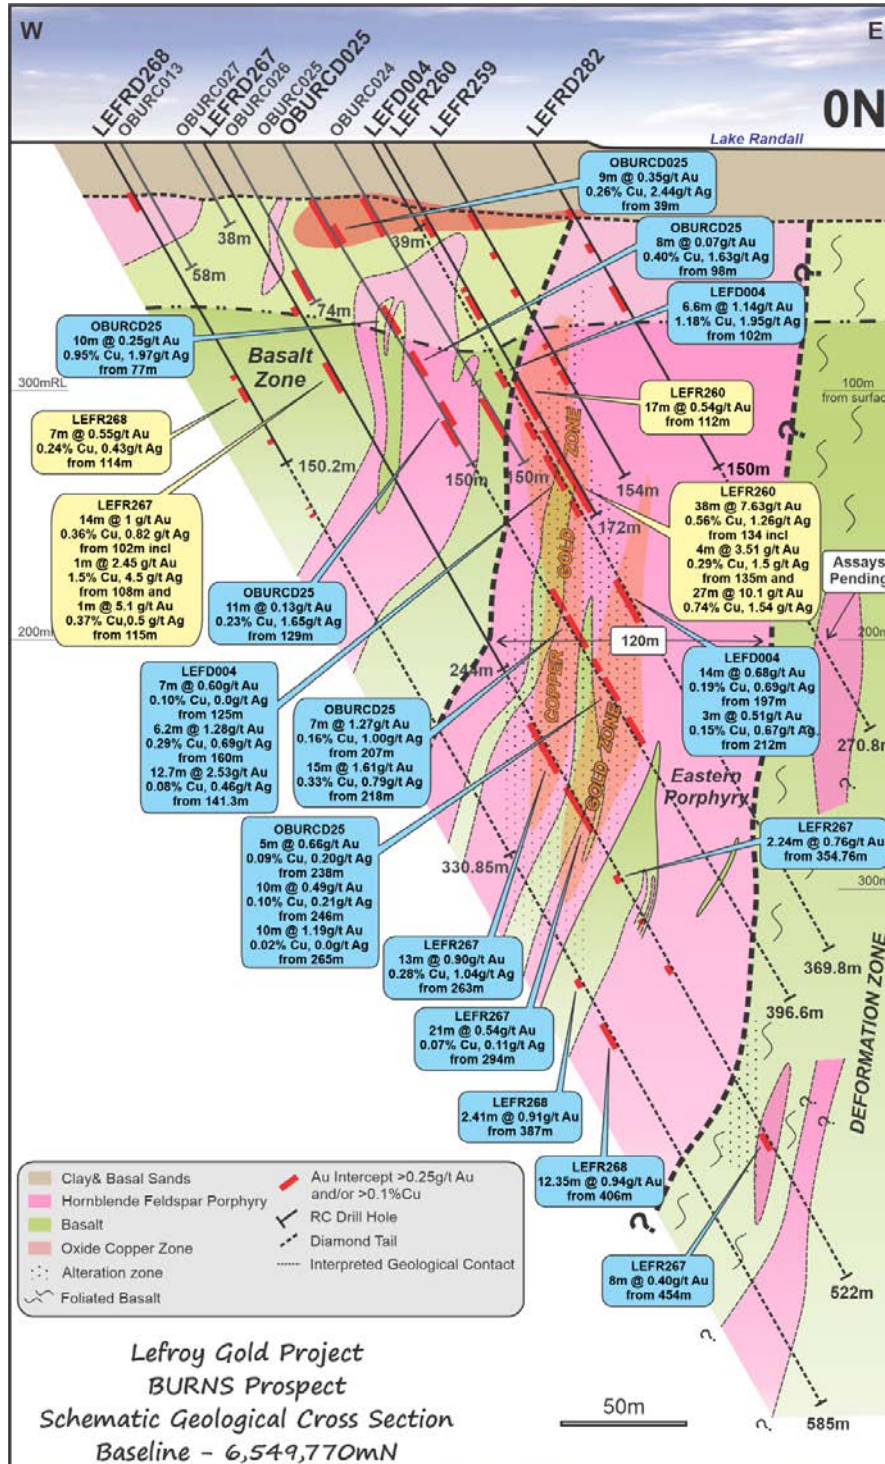 W
E
LEFRD268
OBURC013
OBURC027
LEFRD267
OBURC026
OBURC025
OBURCD025
OBURC024
LEFD004
LEFR260
LEFR259
LEFRD282
0N
Lake Randall
OBURCD025
9m @ 0.35g/t Au
0.26% Cu, 2.44g/t Ag
from 39m
OBURCD25
8m @ 0.07g/t Au
0.40% Cu, 1.63g/t Ag
from 98m
38m
39m
58m
74m
?
?
LEFD004
6.6m @ 1.14g/t Au
1.18% Cu, 1.95g/t Ag
from 102m
OBURCD25
10m @ 0.25g/t Au
0.95% Cu, 1.97g/t Ag
from 77m
Basalt
Zone
300mRL
100m
from surface
LEFR260
17m @ 0.54g/t Au
from 112m
LEFR268
7m @ 0.55g/t Au
0.24% Cu, 0.43g/t Ag
from 114m
?
150.2m
150m
150m
154m
150m
172m
LEFR267
14m @ 1 g/t Au
0.36% Cu, 0.82 g/t Ag
from 102m incl
1m @ 2.45 g/t Au
1.5% Cu, 4.5 g/t Ag
from 108m and
1m @ 5.1 g/t Au
0.37%Cu,0.5 g/t Ag
from 115m
LEFR260
38m @ 7.63g/t Au
0.56% Cu, 1.26g/t Ag
from 134 incl
4m @ 3.51 g/t Au
0.29% Cu, 1.5 g/t Ag
from 135m and
27m @ 10.1 g/t Au
0.74% Cu, 1.54 g/t Ag
Assays
Pending
OBURCD25
11m @ 0.13g/t Au
0.23% Cu, 1.65g/t Ag
from 129m
COPPER GOLD ZONE
200m
120m
200m
LEFD004
7m @ 0.60g/t Au
0.10% Cu, 0.0g/t Ag
from 125m
6.2m @ 1.28g/t Au
0.29% Cu, 0.69g/t Ag
from 160m
12.7m @ 2.53g/t Au
0.08% Cu, 0.46g/t Ag
from 141.3m
244m
LEFD004
14m @ 0.68g/t Au
0.19% Cu, 0.69g/t Ag
from 197m
3m @ 0.51g/t Au
0.15% Cu, 0.67g/t Ag
from 212m
OBURCD25
7m @ 1.27g/t Au
0.16% Cu, 1.00g/t Ag
from 207m
15m @ 1.61g/t Au
0.33% Cu, 0.79g/t Ag
from 218m
270.8m
GOLD ZONE
Eastern
Porphyry
?
OBURCD25
5m @ 0.66g/t Au
0.09% Cu, 0.20g/t Ag
from 238m
10m @ 0.49g/t Au
0.10% Cu, 0.21g/t Ag
from 246m
10m @ 1.19g/t Au
0.02% Cu, 0.0g/t Ag
from 265m
LEFR267
2.24m @ 0.76g/t Au
from 354.76m
330.85m
300m
LEFR267
13m @ 0.90g/t Au
0.28% Cu, 1.04g/t Ag
from 263m
369.8m
396.6m
DEFORMATION ZONE
LEFR267
21m @ 0.54g/t Au
0.07% Cu, 0.11g/t Ag
from 294m
LEFR268
2.41m @ 0.91g/t Au
from 387m
?
?
LEFR268
12.35m @ 0.94g/t Au
from 406m
?
LEFR267
8m @ 0.40g/t Au
from 454m
522m
?
585m
?
?
Clay& Basal Sands
Hornblende Feldspar Porphyry
Basalt
Oxide Copper Zone
Alteration zone
Foliated Basalt
Au Intercept >0.25g/t Au
and/or >0.1%Cu
RC Drill Hole
Diamond Tail
Interpreted Geological Contact
Lefroy Gold Project
BURNS Prospect
Schematic Geological Cross Section
Baseline - 6,549,770mN
50m